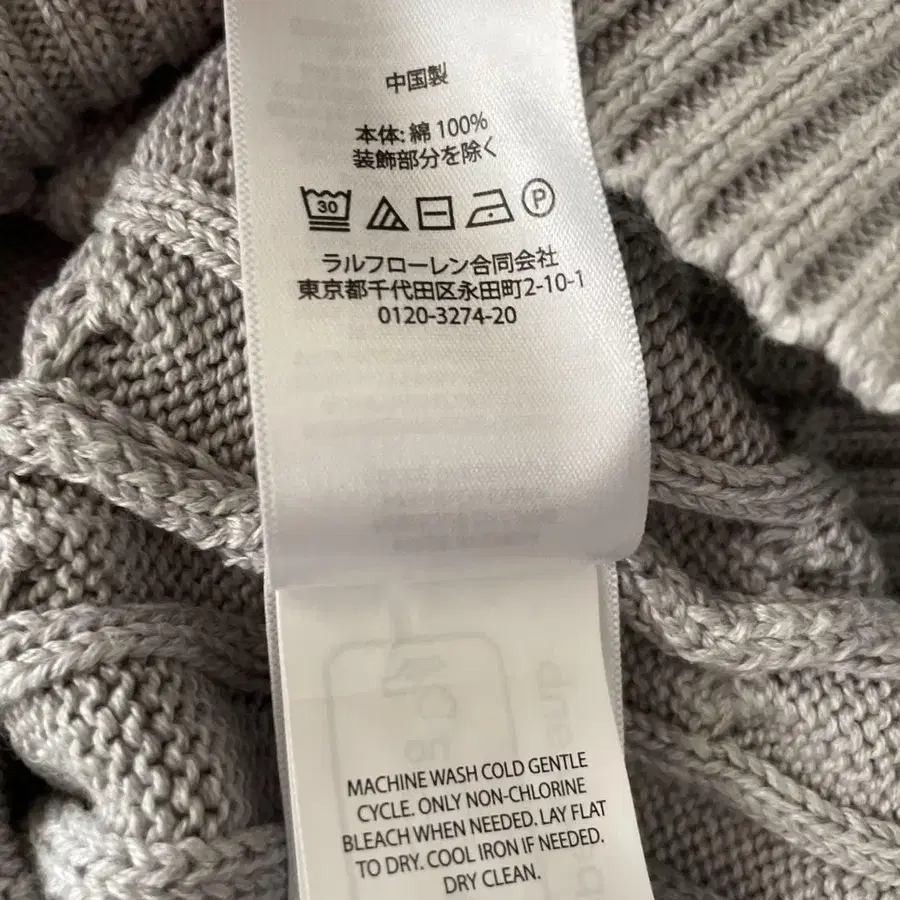 中国製
本体: 綿 100%
装飾部分を除く
30 P
ラルフローレン合同会社
東京都千代田区永田町2-10-1
0120-3274-20
MACHINE WASH COLD GENTLE
CYCLE. ONLY NON-CHLORINE
BLEACH WHEN NEEDED. LAY FLAT
TO DRY. COOL IRON IF NEEDED.
DRY CLEAN.